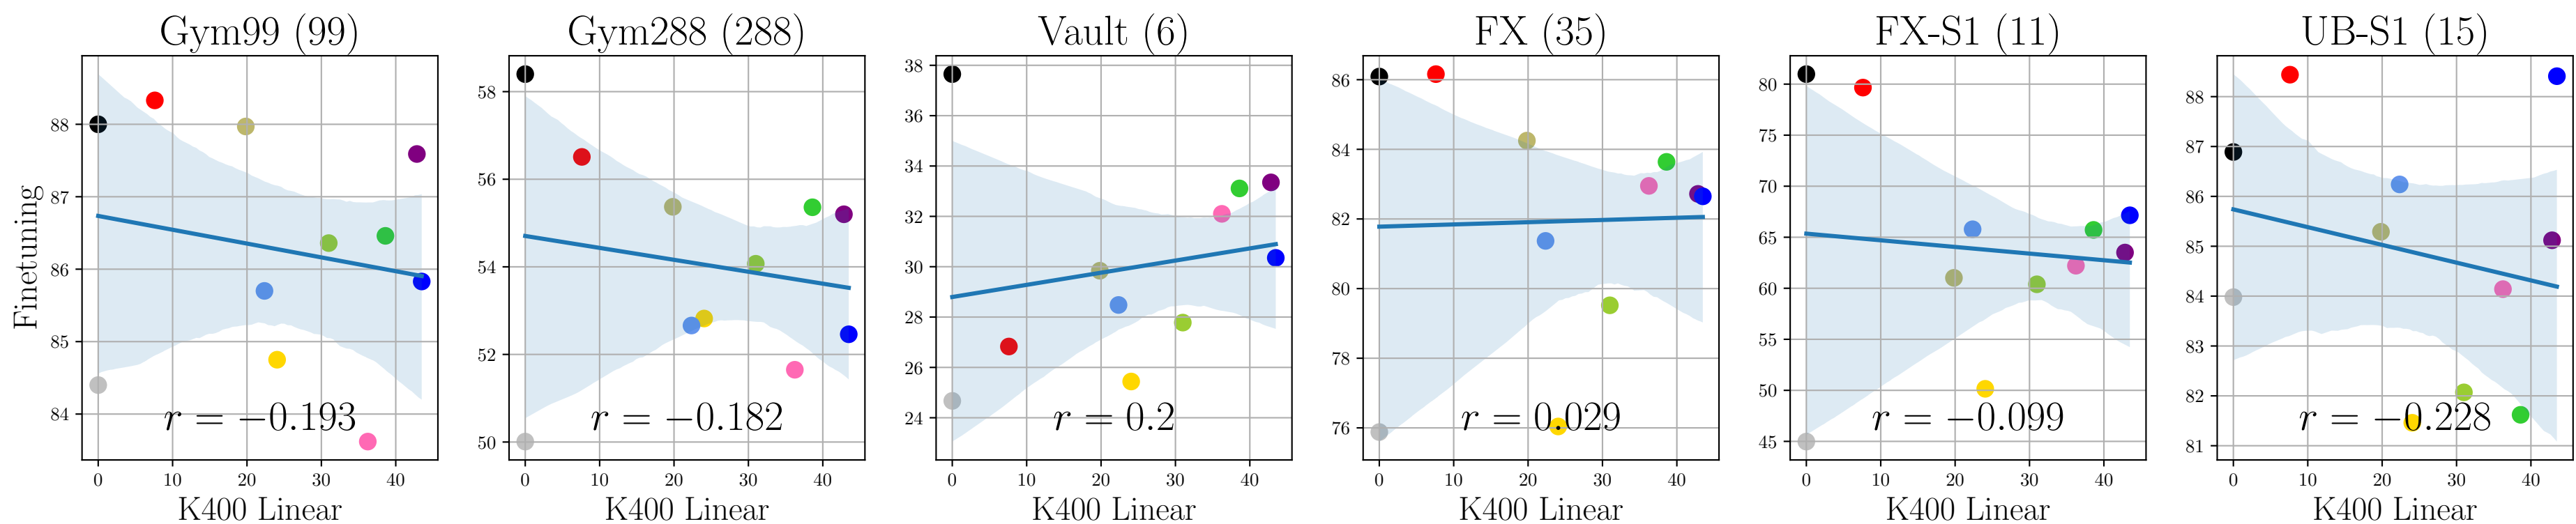 Gym99 (99)
Gym288 (288)
Vault (6)
FX (35)
FX-S1 (11)
UB-S1 (15)
Finetuning
88
87
86
85
84
r = −0.193
0 10 20 30 40
K400 Linear
58
56
54
52
50
r = −0.182
0 10 20 30 40
K400 Linear
38
36
34
32
30
28
26
24
r = 0.2
0 10 20 30 40
K400 Linear
86
84
82
80
78
76
r = 0.029
0 10 20 30 40
K400 Linear
80
75
70
65
60
55
50
45
r = −0.099
0 10 20 30 40
K400 Linear
88
87
86
85
84
83
82
81
r = −0.228
0 10 20 30 40
K400 Linear